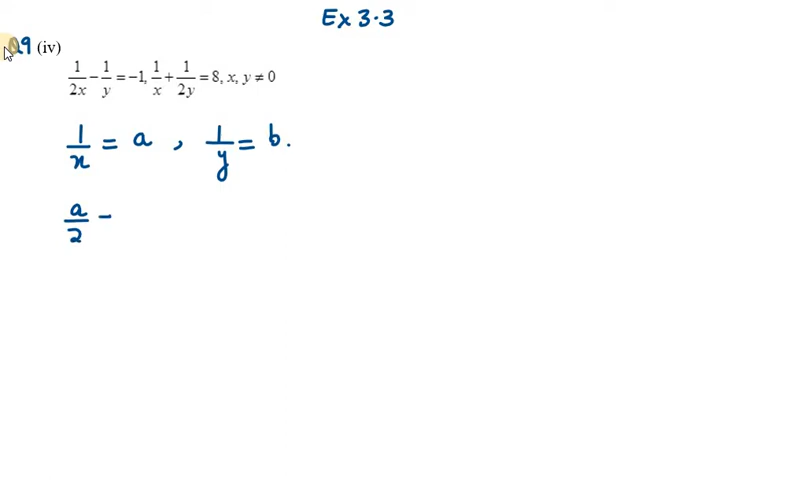 Ex 3.3
Q9 (iv)
1/2x − 1/y = −1, 1/x + 1/2y = 8, x, y ≠ 0
1/x = a , 1/y = b.
a/2 −